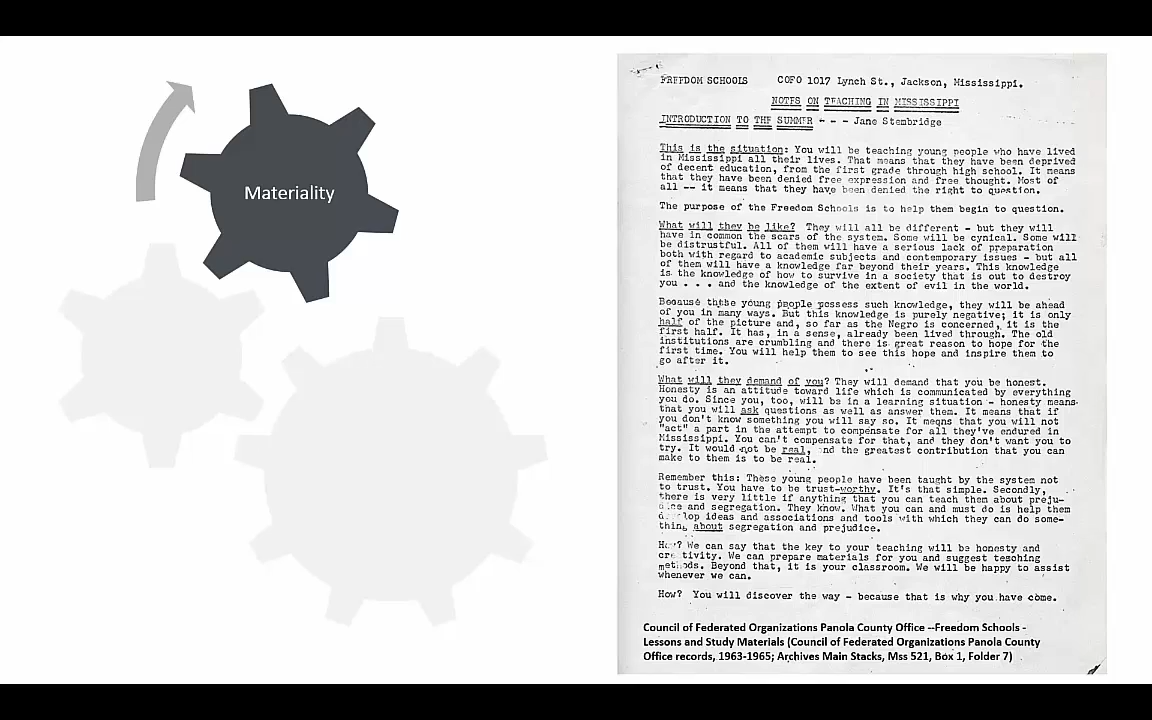 Materiality
FREEDOM SCHOOLS COFO 1017 Lynch St., Jackson, Mississippi.
NOTES ON TEACHING IN MISSISSIPPI
INTRODUCTION TO THE SUMMER - - - Jane Stembridge
This is the situation: You will be teaching young people who have lived
in Mississippi all their lives. That means that they have been deprived
of decent education, from the first grade through high school. It means
that they have been denied free expression and free thought. Most of
all -- it means that they have been denied the right to question.
The purpose of the Freedom Schools is to help them begin to question.
What will they be like? They will all be different - but they will
have in common the scars of the system. Some will be cynical. Some will
be distrustful. All of them will have a serious lack of preparation
both with regard to academic subjects and contemporary issues - but all
of them will have a knowledge far beyond their years. This knowledge
is the knowledge of how to survive in a society that is out to destroy
you . . . and the knowledge of the extent of evil in the world.
Because these young people possess such knowledge, they will be ahead
of you in many ways. But this knowledge is purely negative; it is only
half of the picture and, so far as the Negro is concerned, it is the
first half. It has, in a sense, already been lived through. The old
institutions are crumbling and there is great reason to hope for the
first time. You will help them to see this hope and inspire them to
go after it.
What will they demand of you? They will demand that you be honest.
Honesty is an attitude toward life which is communicated by everything
you do. Since you, too, will be in a learning situation - honesty means
that you will ask questions as well as answer them. It means that if
you don't know something you will say so. It means that you will not
"act" a part in the attempt to compensate for all they've endured in
Mississippi. You can't compensate for that, and they don't want you to
try. It would not be real, and the greatest contribution that you can
make to them is to be real.
Remember this: These young people have been taught by the system not
to trust. You have to be trust-worthy. It's that simple. Secondly,
there is very little if anything that you can teach them about preju-
dice and segregation. They know. What you can and must do is help them
develop ideas and associations and tools with which they can do some-
thing about segregation and prejudice.
How? We can say that the key to your teaching will be honesty and
creativity. We can prepare materials for you and suggest teaching
methods. Beyond that, it is your classroom. We will be happy to assist
whenever we can.
How? You will discover the way - because that is why you have come.
Council of Federated Organizations Panola County Office --Freedom Schools -
Lessons and Study Materials (Council of Federated Organizations Panola County
Office records, 1963-1965; Archives Main Stacks, Mss 521, Box 1, Folder 7)